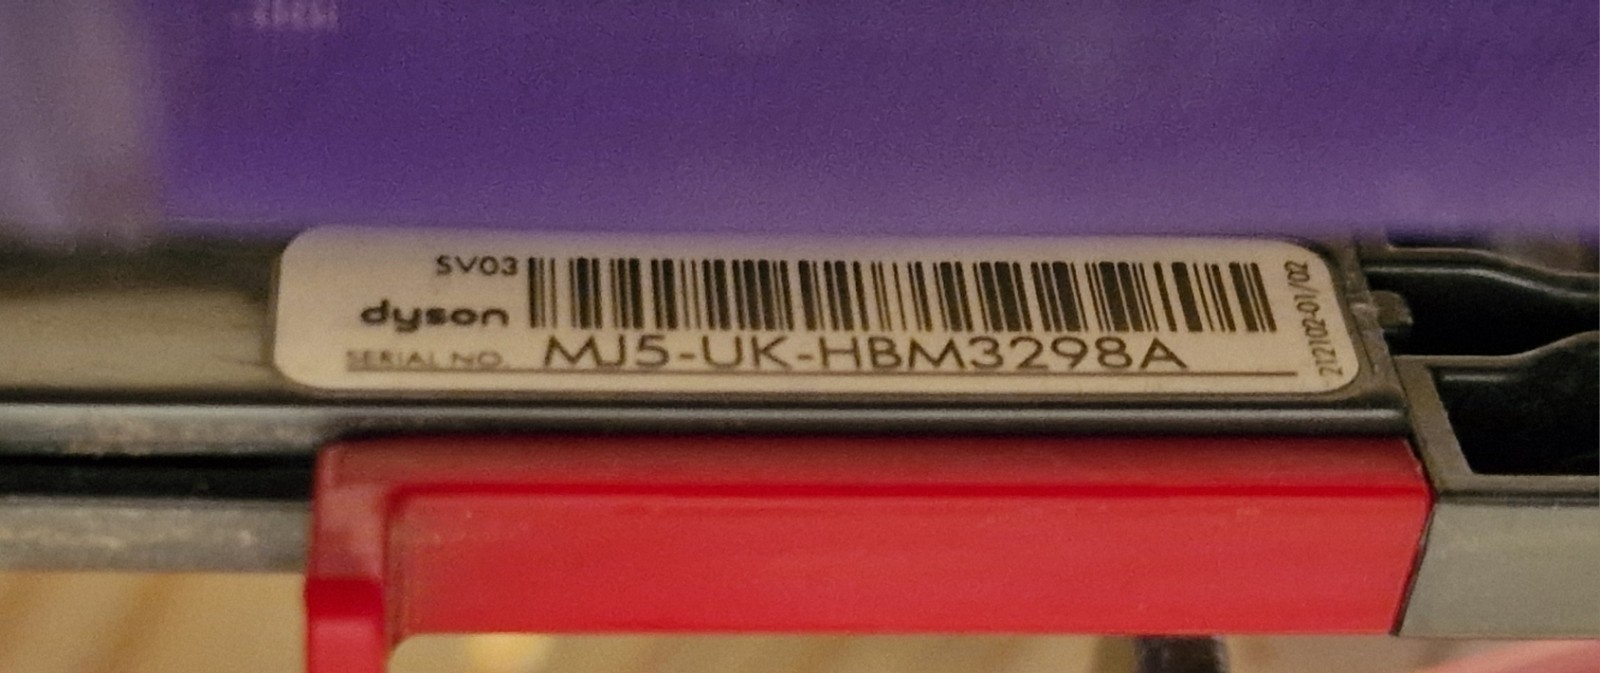 SV03
dyson
SERIAL NO. MJ5-UK-HBM3298A
212102-01/02